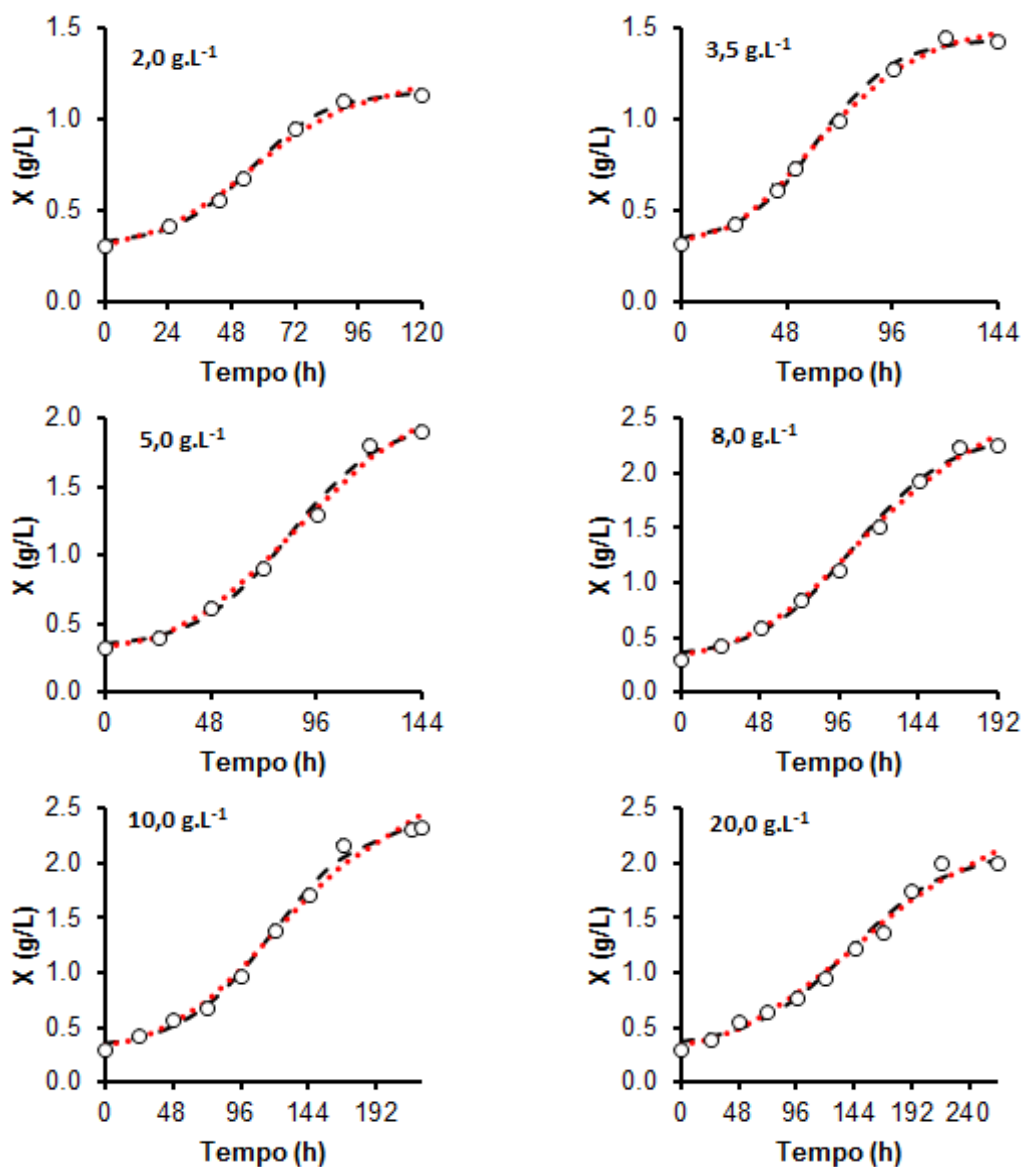 2,0 g.L⁻¹
X (g/L)
1.5
1.0
0.5
0.0
0 24 48 72 96 120
Tempo (h)
3,5 g.L⁻¹
X (g/L)
1.5
1.0
0.5
0.0
0 48 96 144
Tempo (h)
5,0 g.L⁻¹
X (g/L)
2.0
1.5
1.0
0.5
0.0
0 48 96 144
Tempo (h)
8,0 g.L⁻¹
X (g/L)
2.5
2.0
1.5
1.0
0.5
0.0
0 48 96 144 192
Tempo (h)
10,0 g.L⁻¹
X (g/L)
2.5
2.0
1.5
1.0
0.5
0.0
0 48 96 144 192
Tempo (h)
20,0 g.L⁻¹
X (g/L)
2.5
2.0
1.5
1.0
0.5
0.0
0 48 96 144 192 240
Tempo (h)